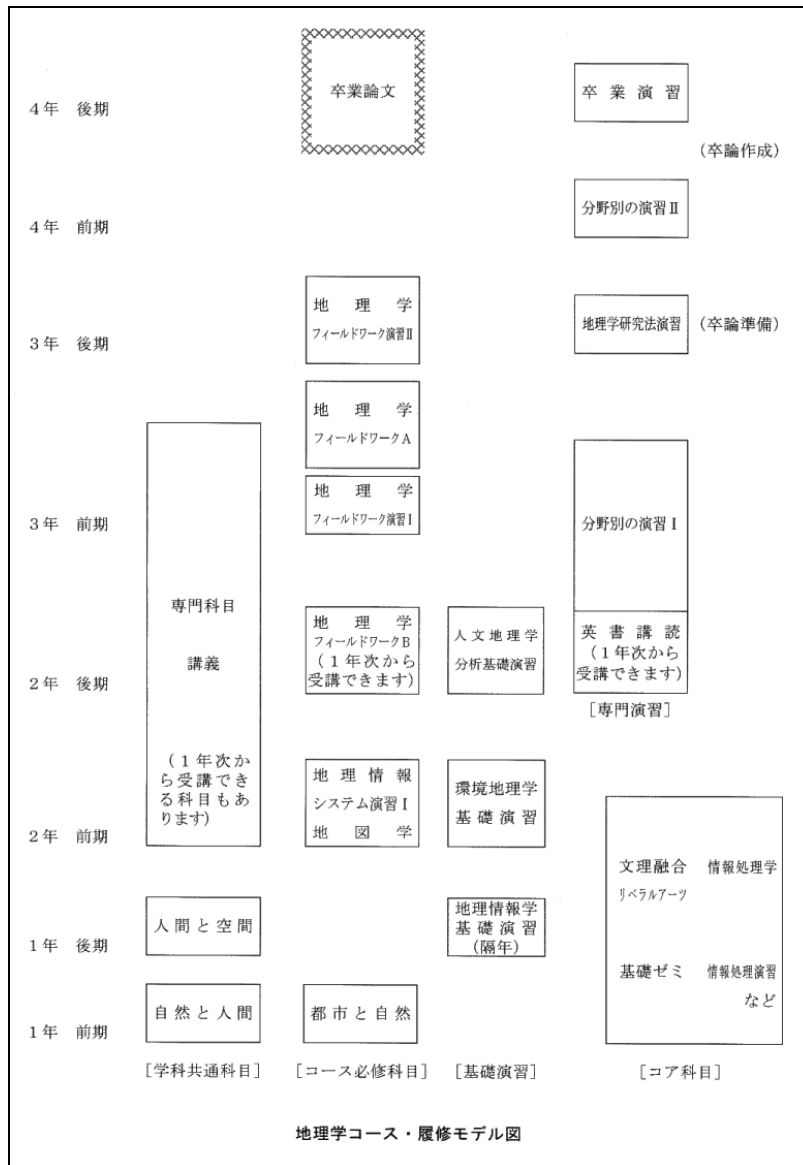 卒業論文
卒業演習
4年 後期
(卒論作成)
分野別の演習Ⅱ
4年 前期
地理学
フィールドワーク演習Ⅱ
地理学研究法演習
(卒論準備)
3年 後期
地理学
フィールドワークA
地理学
フィールドワーク演習Ⅰ
3年 前期
分野別の演習Ⅰ
専門科目
講義
(1年次か
ら受講でき
る科目もあ
ります)
地理学
フィールドワークB
(1年次から
受講できます)
人文地理学
分析基礎演習
英書講読
(1年次から
受講できます)
2年 後期
[専門演習]
地理情報
システム演習Ⅰ
地図学
環境地理学
基礎演習
2年 前期
文理融合
リベラルアーツ
情報処理学
人間と空間
地理情報学
基礎演習
(隔年)
1年 後期
基礎ゼミ
情報処理演習
など
自然と人間
都市と自然
1年 前期
[学科共通科目]
[コース必修科目]
[基礎演習]
[コア科目]
地理学コース・履修モデル図